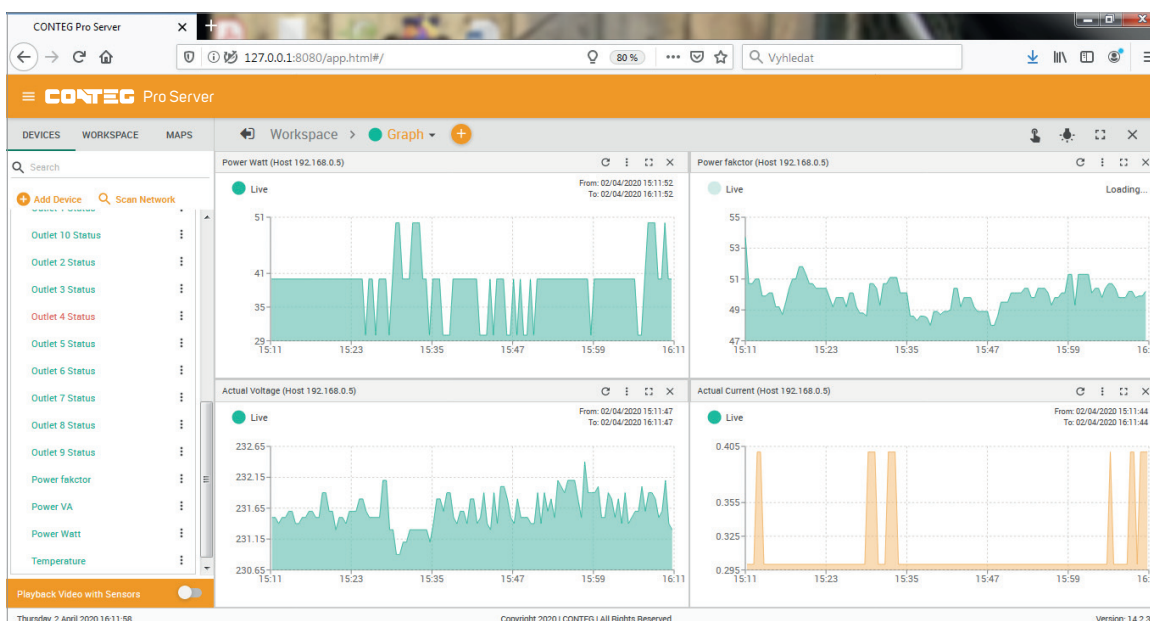 CONTEG Pro Server
127.0.0.1:8080/app.html#/
80 %
Vyhledat
CONTEG Pro Server
DEVICES WORKSPACE MAPS
Workspace > Graph
Search
Add Device Scan Network
Outlet 10 Status
Outlet 2 Status
Outlet 3 Status
Outlet 4 Status
Outlet 5 Status
Outlet 6 Status
Outlet 7 Status
Outlet 8 Status
Outlet 9 Status
Power fakctor
Power VA
Power Watt
Temperature
Playback Video with Sensors
Power Watt (Host 192.168.0.5)
Live
From: 02/04/2020 15:11:52
To: 02/04/2020 16:11:52
51
41
35
29
15:11 15:23 15:35 15:47 15:59 16:11
Power fakctor (Host 192.168.0.5)
Live
Loading...
55
53
51
49
47
15:11 15:23 15:35 15:47 15:59 16:
Actual Voltage (Host 192.168.0.5)
Live
From: 02/04/2020 15:11:47
To: 02/04/2020 16:11:47
232.65
232.15
231.65
231.15
230.65
15:11 15:23 15:35 15:47 15:59 16:11
Actual Current (Host 192.168.0.5)
Live
From: 02/04/2020 15:11:44
To: 02/04/2020 16:11:44
0.405
0.355
0.325
0.295
15:11 15:23 15:35 15:47 15:59 16:
Thursday, 2 April 2020 16:11:58
Copyright 2020 | CONTEG | All Rights Reserved
Version: 14.2.3